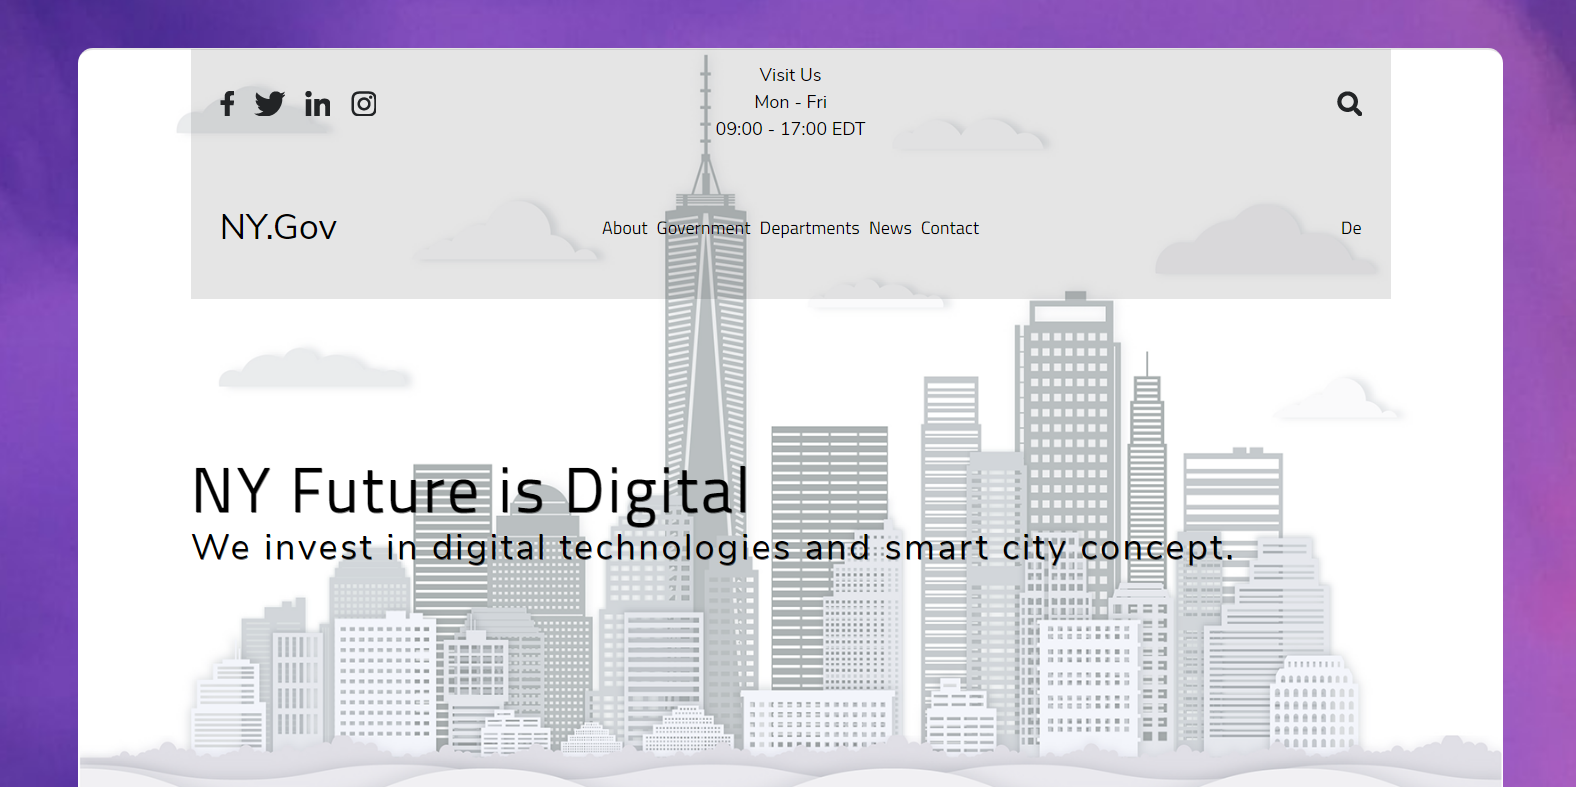 Visit Us
Mon - Fri
09:00 - 17:00 EDT
NY.Gov
About Government Departments News Contact
De
NY Future is Digital
We invest in digital technologies and smart city concept.